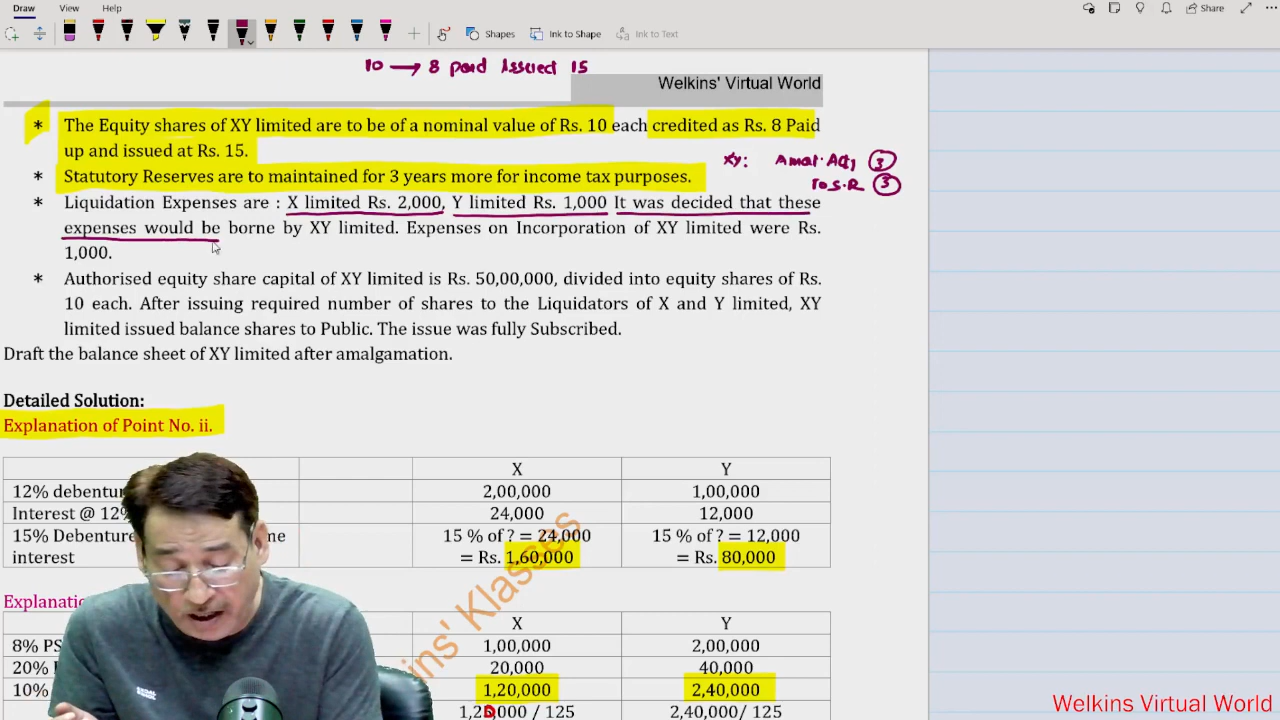 Draw View Help Share
Shapes Ink to Shape Ink to Text
10 → 8 paid Issued 15
Welkins' Virtual World
* The Equity shares of XY limited are to be of a nominal value of Rs. 10 each credited as Rs. 8 Paid
up and issued at Rs. 15.
XY: Amal. Adj 3
* Statutory Reserves are to maintained for 3 years more for income tax purposes.
To S.R 3
* Liquidation Expenses are : X limited Rs. 2,000, Y limited Rs. 1,000 It was decided that these
expenses would be borne by XY limited. Expenses on Incorporation of XY limited were Rs.
1,000.
* Authorised equity share capital of XY limited is Rs. 50,00,000, divided into equity shares of Rs.
10 each. After issuing required number of shares to the Liquidators of X and Y limited, XY
limited issued balance shares to Public. The issue was fully Subscribed.
Draft the balance sheet of XY limited after amalgamation.
Detailed Solution:
Explanation of Point No. ii.
X Y
12% 2,00,000 1,00,000
Interest @ 24,000 12,000
15% 15 % of ? = 24,000 15 % of ? = 12,000
interest = Rs. 1,60,000 = Rs. 80,000
X Y
8% 1,00,000 2,00,000
20% 20,000 40,000
10% 1,20,000 2,40,000
1,20,000 / 125 2,40,000/ 125
Welkins Virtual World